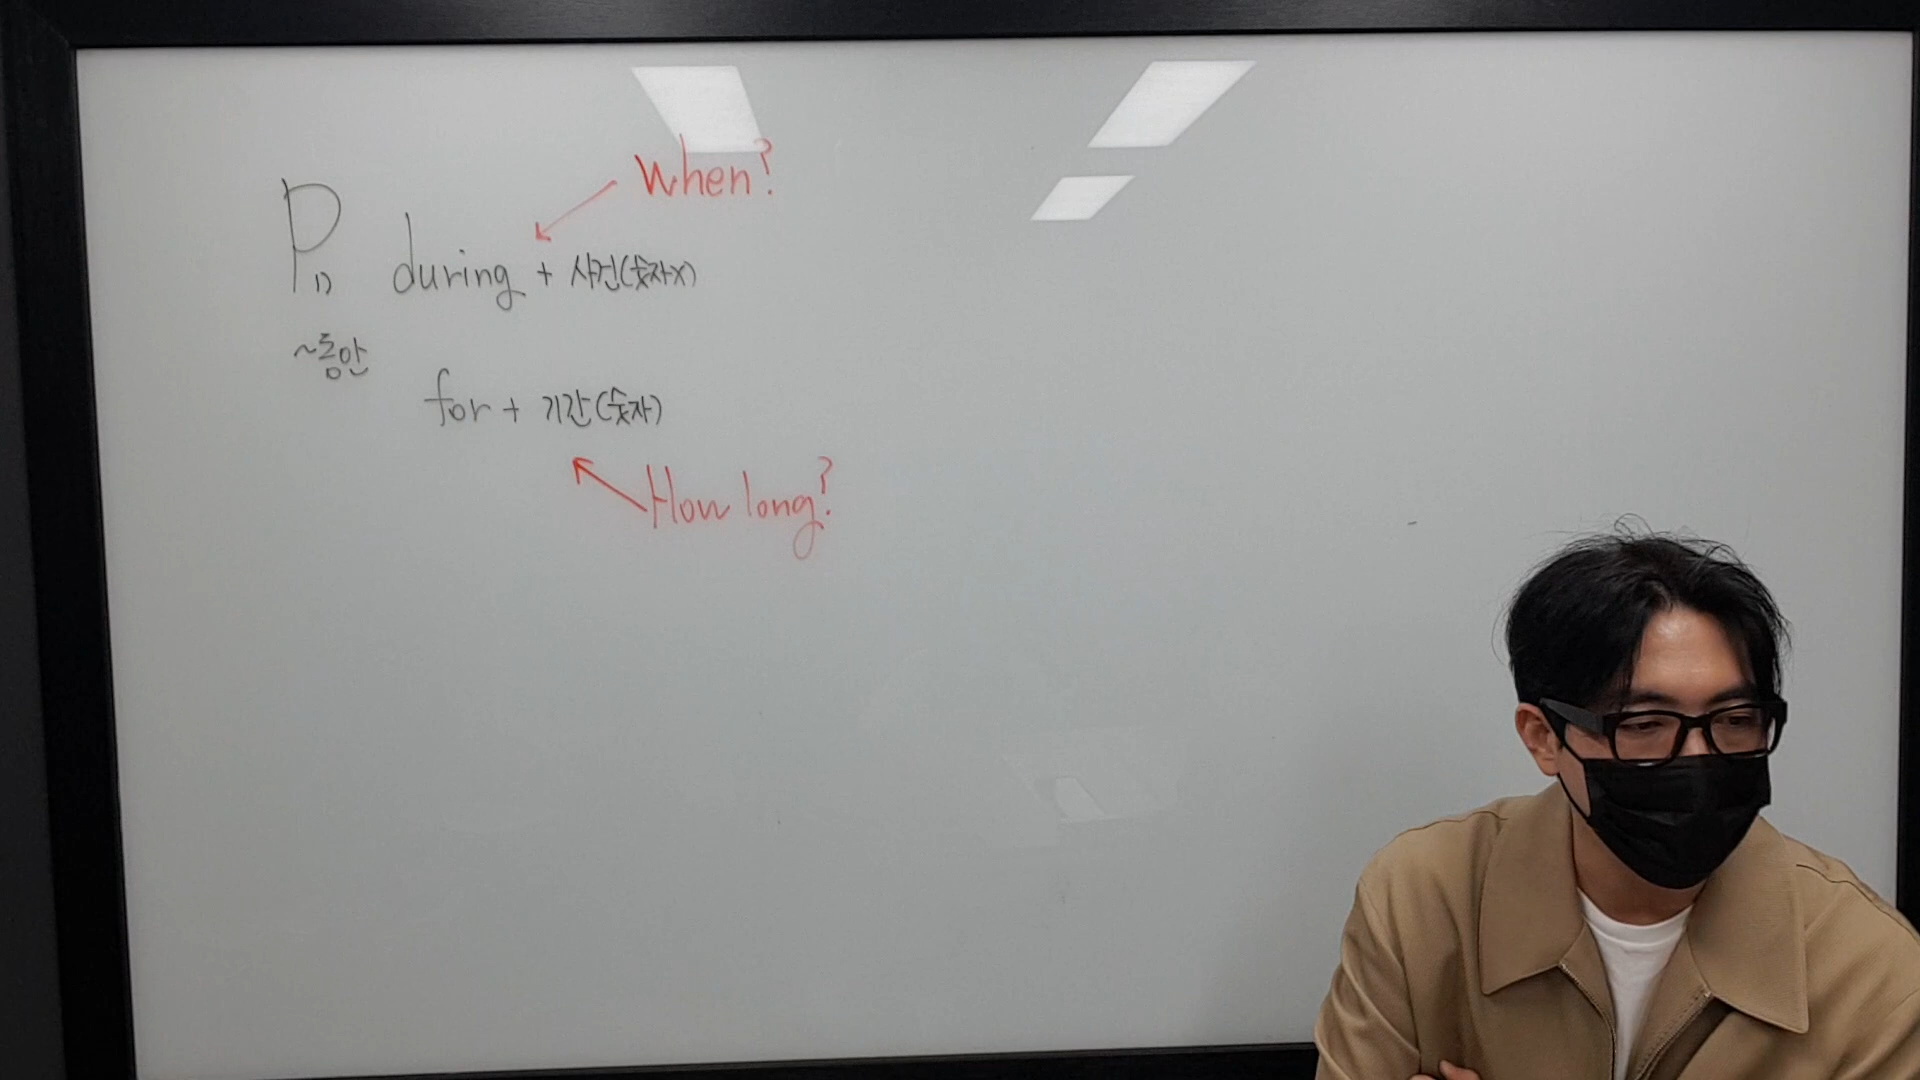 When?
P 1) during + 사건(숫자x)
~동안
for + 기간(숫자)
How long?